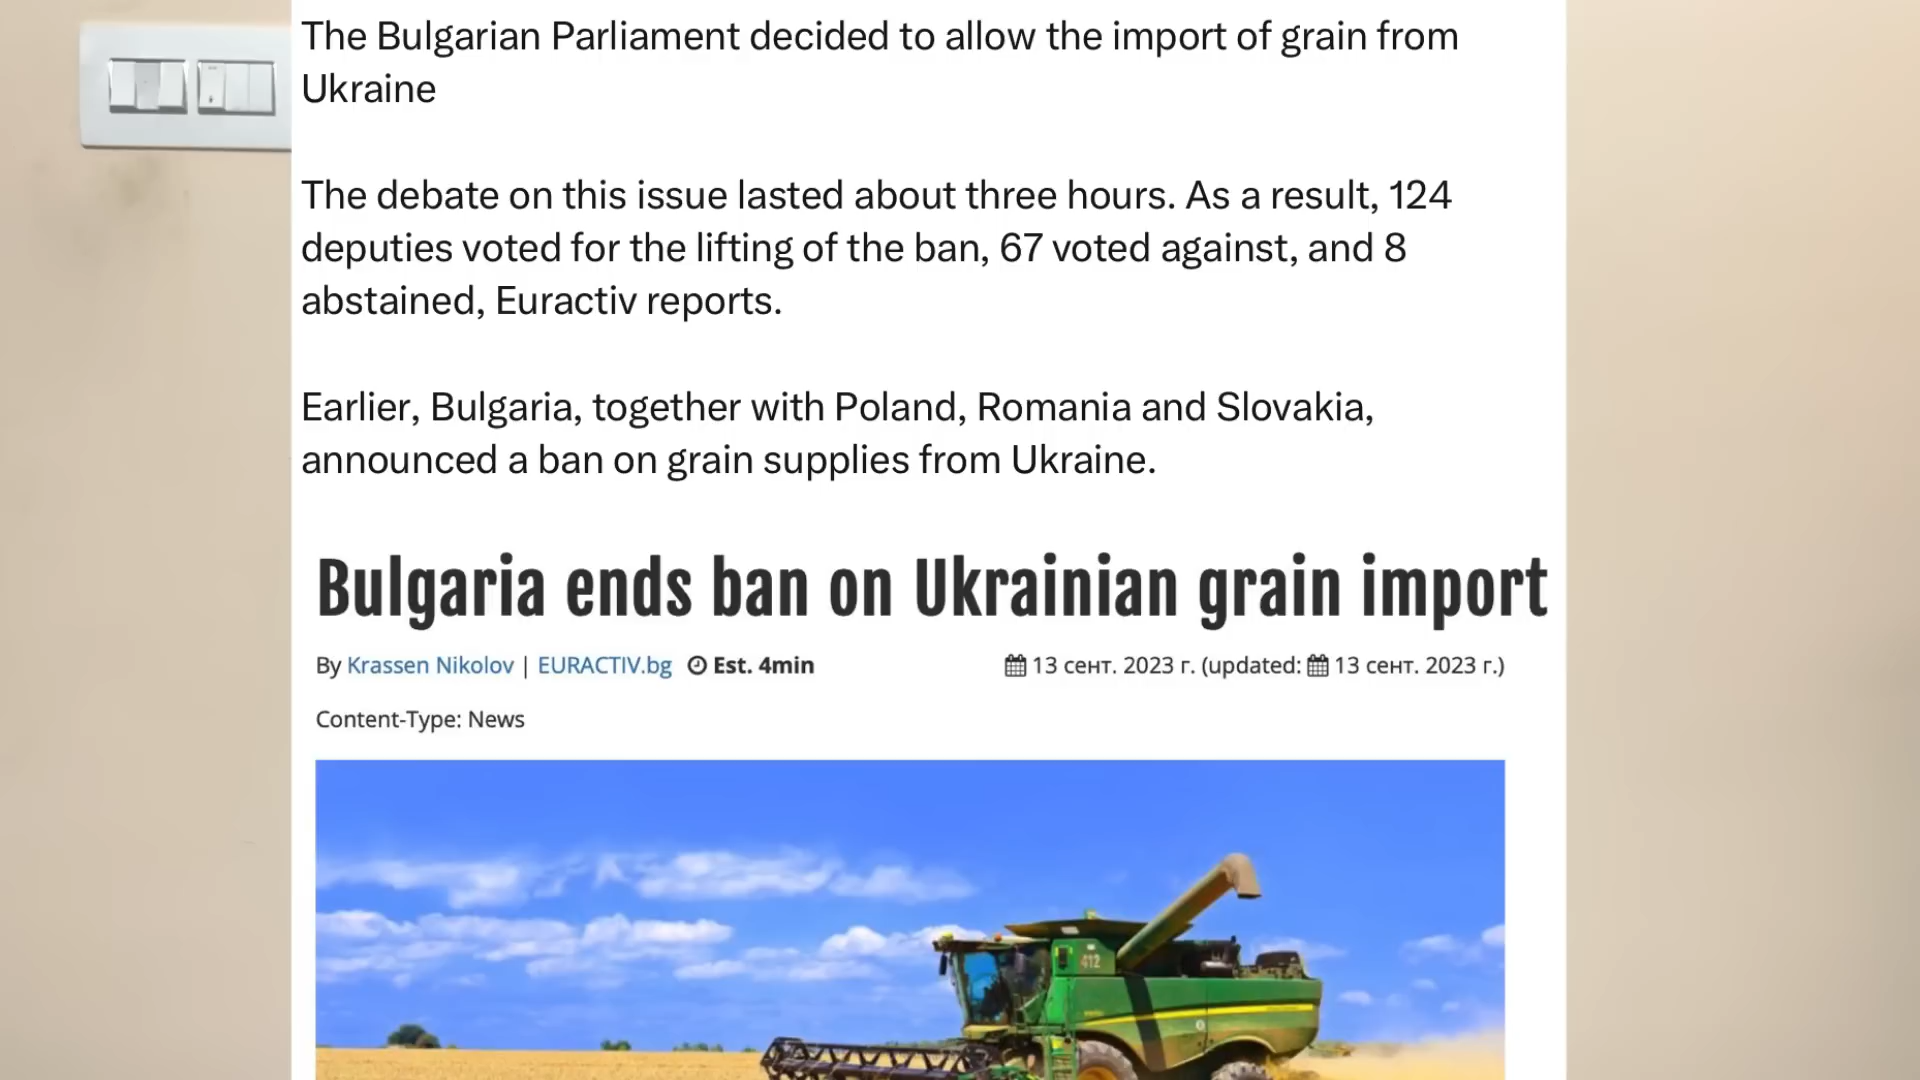 The Bulgarian Parliament decided to allow the import of grain from
Ukraine
The debate on this issue lasted about three hours. As a result, 124
deputies voted for the lifting of the ban, 67 voted against, and 8
abstained, Euractiv reports.
Earlier, Bulgaria, together with Poland, Romania and Slovakia,
announced a ban on grain supplies from Ukraine.
Bulgaria ends ban on Ukrainian grain import
By Krassen Nikolov | EURACTIV.bg Est. 4min 13 сент. 2023 г. (updated: 13 сент. 2023 г.)
Content-Type: News
412